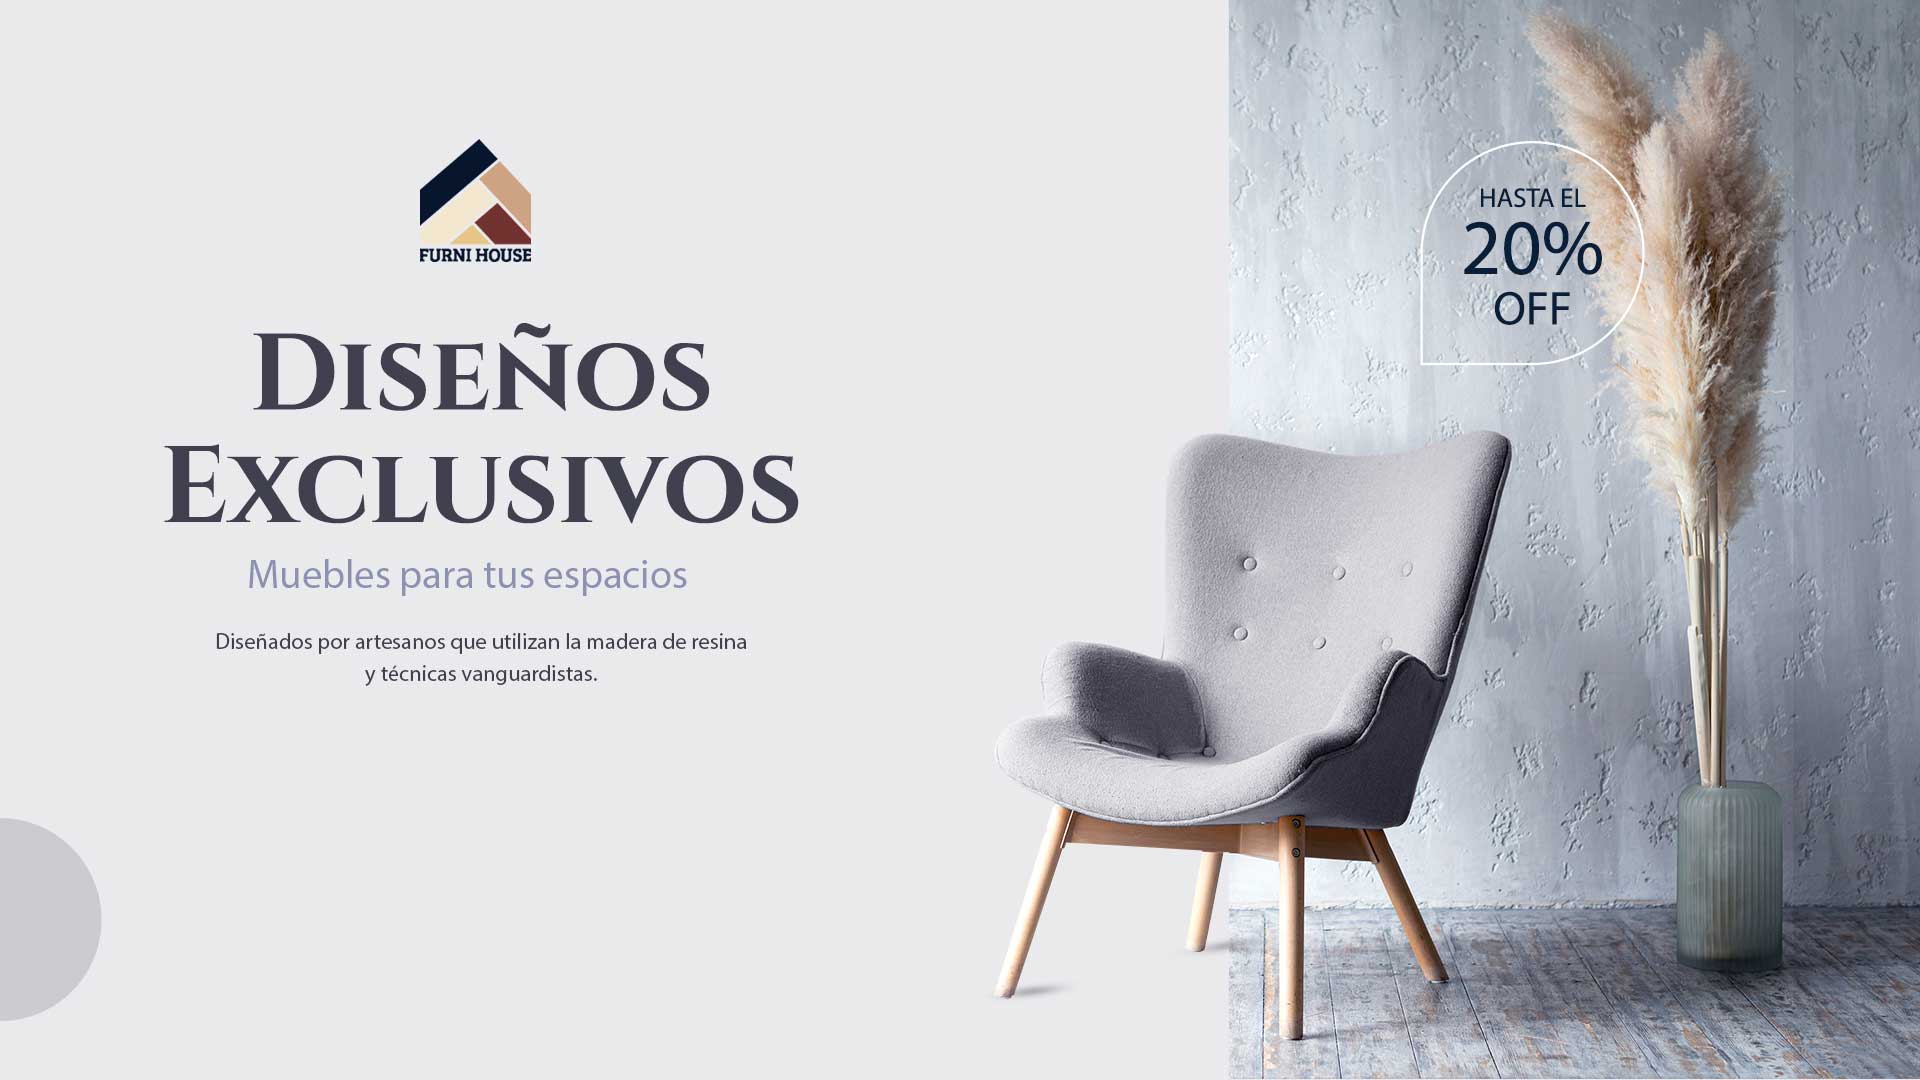 FURNI HOUSE
DISEÑOS
EXCLUSIVOS
Muebles para tus espacios
Diseñados por artesanos que utilizan la madera de resina
y técnicas vanguardistas.
HASTA EL
20%
OFF